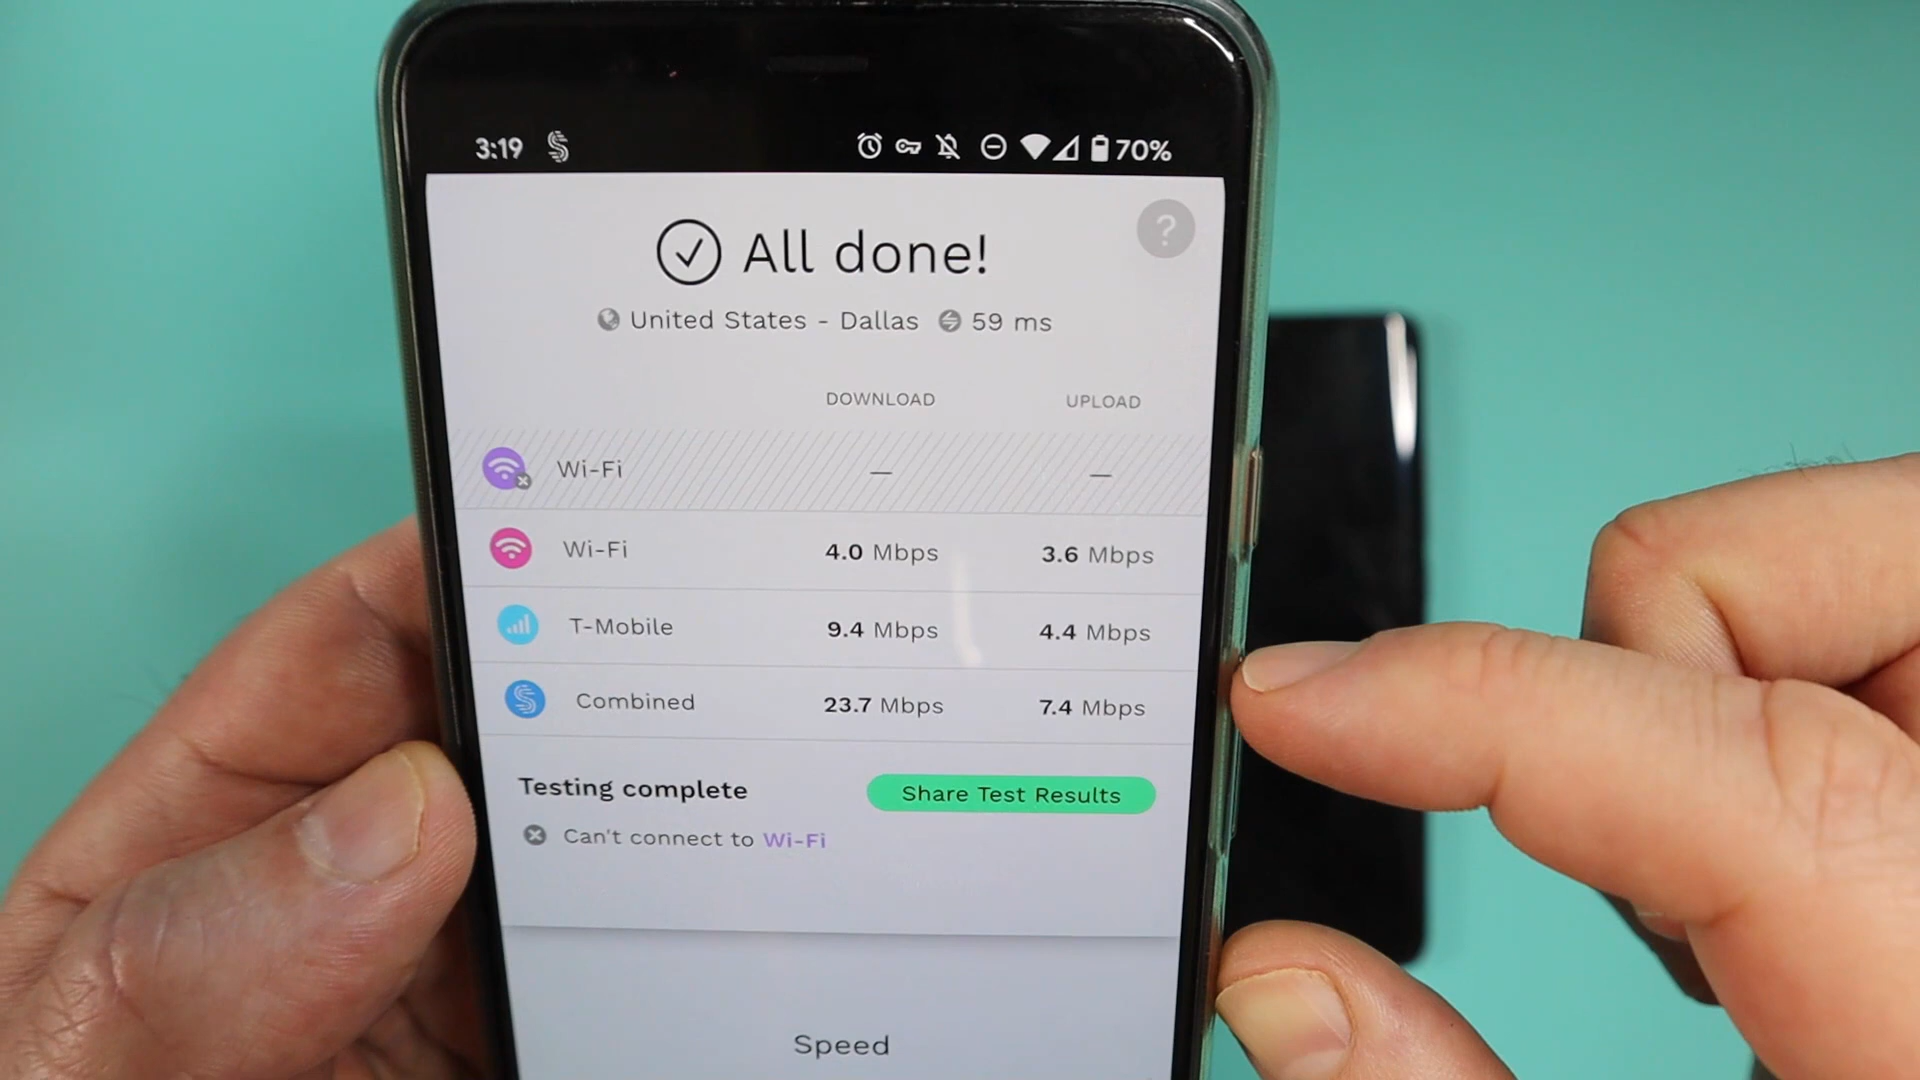 3:19 70%
All done!
?
United States - Dallas 59 ms
DOWNLOAD UPLOAD
Wi-Fi — —
Wi-Fi 4.0 Mbps 3.6 Mbps
T-Mobile 9.4 Mbps 4.4 Mbps
Combined 23.7 Mbps 7.4 Mbps
Testing complete Share Test Results
Can't connect to Wi-Fi
Speed